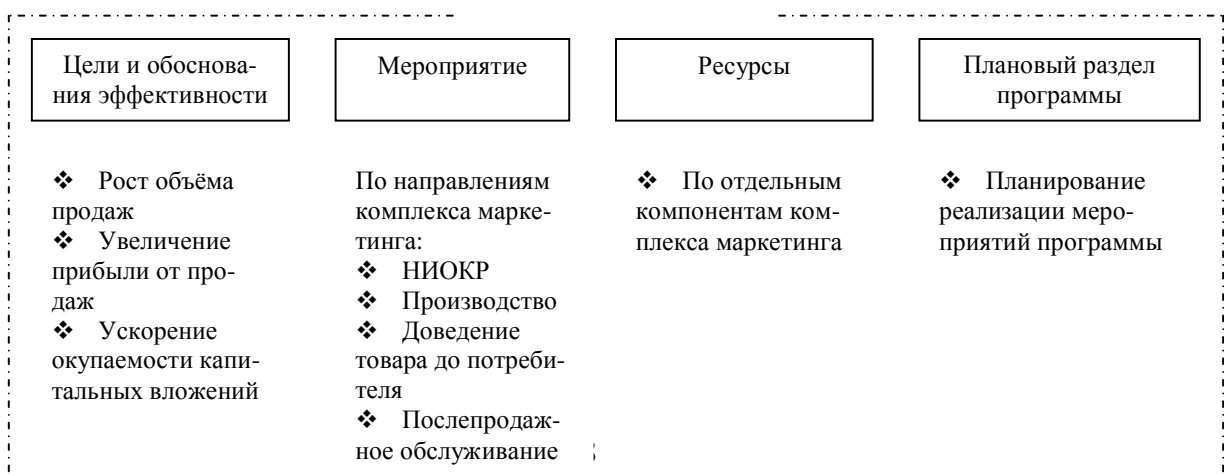 Цели и обоснова-
ния эффективности
❖ Рост объёма
продаж
❖ Увеличение
прибыли от про-
даж
❖ Ускорение
окупаемости капи-
тальных вложений
Мероприятие
По направлениям
комплекса марке-
тинга:
❖ НИОКР
❖ Производство
❖ Доведение
товара до потреби-
теля
❖ Послепродаж-
ное обслуживание
Ресурсы
❖ По отдельным
компонентам ком-
плекса маркетинга
Плановый раздел
программы
❖ Планирование
реализации меро-
приятий программы